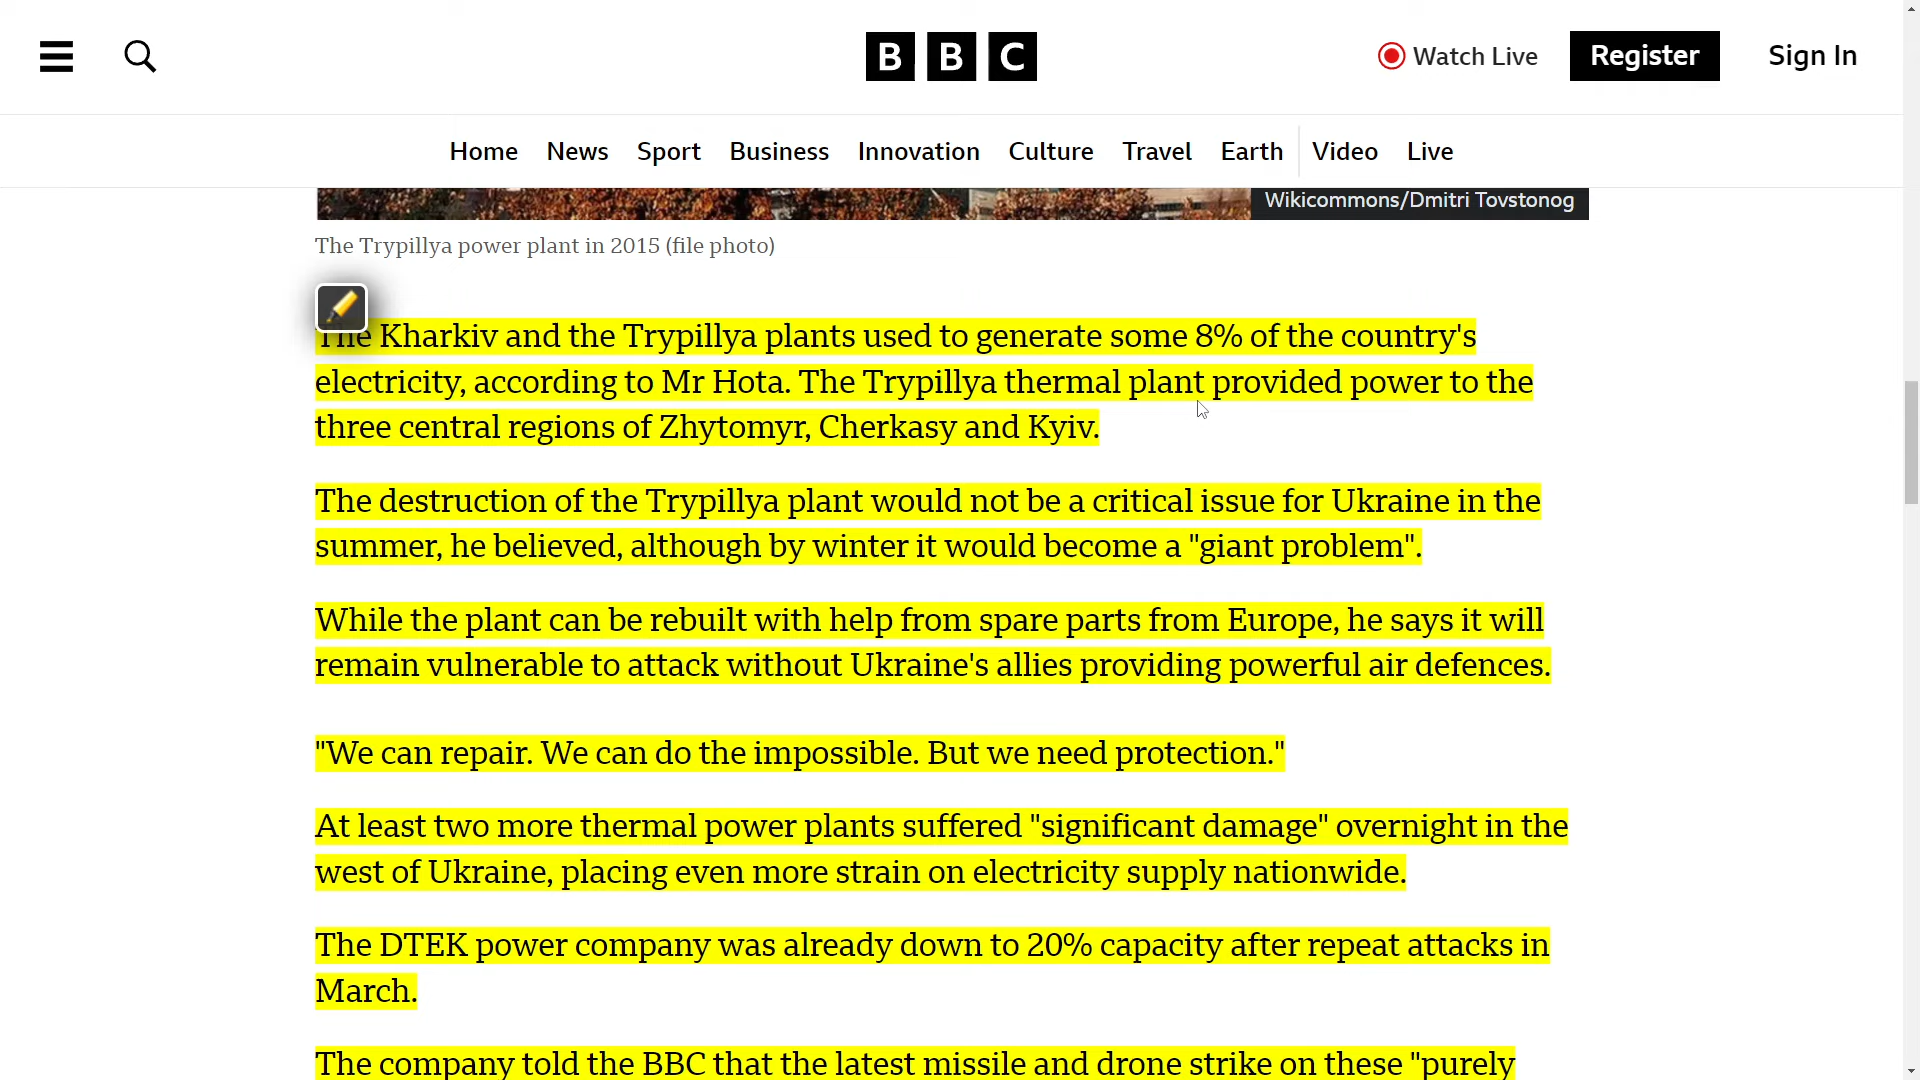 BBC
Watch Live
Register
Sign In
Home News Sport Business Innovation Culture Travel Earth Video Live
Wikicommons/Dmitri Tovstonog
The Trypillya power plant in 2015 (file photo)
The Kharkiv and the Trypillya plants used to generate some 8% of the country's
electricity, according to Mr Hota. The Trypillya thermal plant provided power to the
three central regions of Zhytomyr, Cherkasy and Kyiv.
The destruction of the Trypillya plant would not be a critical issue for Ukraine in the
summer, he believed, although by winter it would become a "giant problem".
While the plant can be rebuilt with help from spare parts from Europe, he says it will
remain vulnerable to attack without Ukraine's allies providing powerful air defences.
"We can repair. We can do the impossible. But we need protection."
At least two more thermal power plants suffered "significant damage" overnight in the
west of Ukraine, placing even more strain on electricity supply nationwide.
The DTEK power company was already down to 20% capacity after repeat attacks in
March.
The company told the BBC that the latest missile and drone strike on these "purely